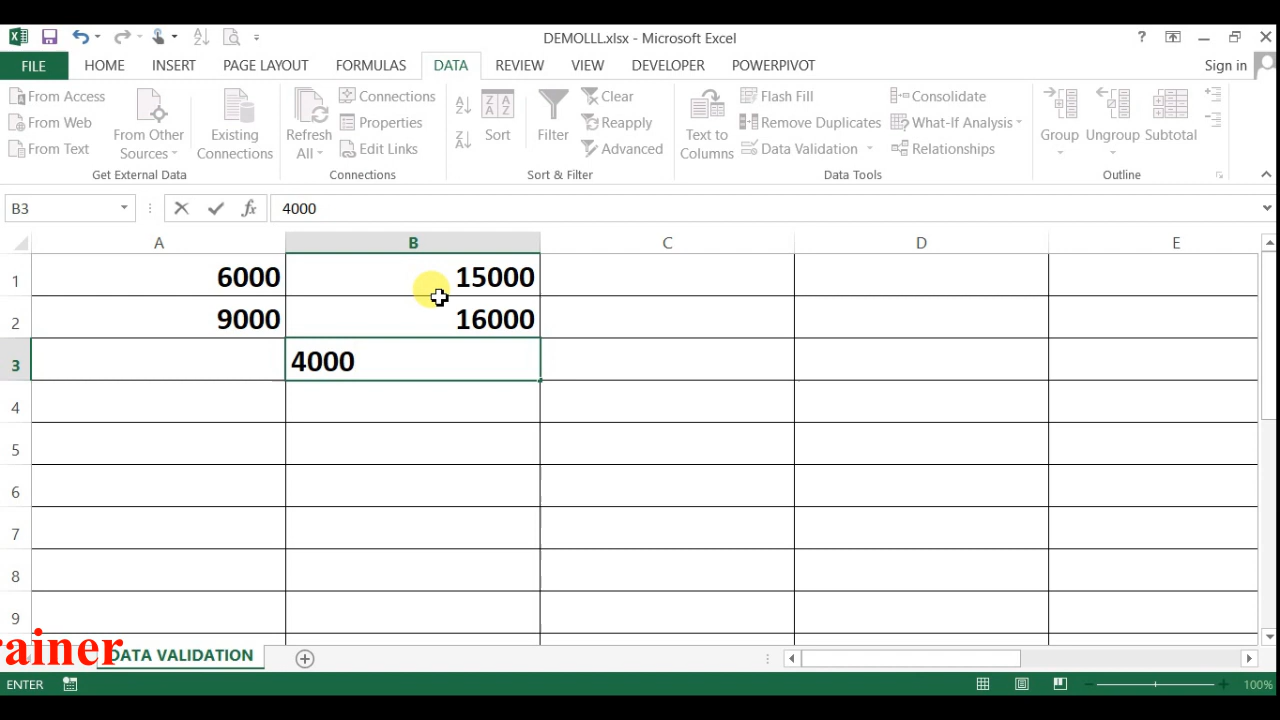 DEMOLLL.xlsx - Microsoft Excel
FILE HOME INSERT PAGE LAYOUT FORMULAS DATA REVIEW VIEW DEVELOPER POWERPIVOT Sign in
From Access
From Web
From Text
From Other
Sources
Existing
Connections
Get External Data
Refresh
All
Connections
Properties
Edit Links
Connections
Sort
Filter
Clear
Reapply
Advanced
Sort & Filter
Text to
Columns
Flash Fill
Remove Duplicates
Data Validation
Consolidate
What-If Analysis
Relationships
Data Tools
Group
Ungroup
Subtotal
Outline
B3 fx 4000
A B C D E
1 6000 15000
2 9000 16000
3 4000
4
5
6
7
8
9
rainer
DATA VALIDATION
ENTER 100%